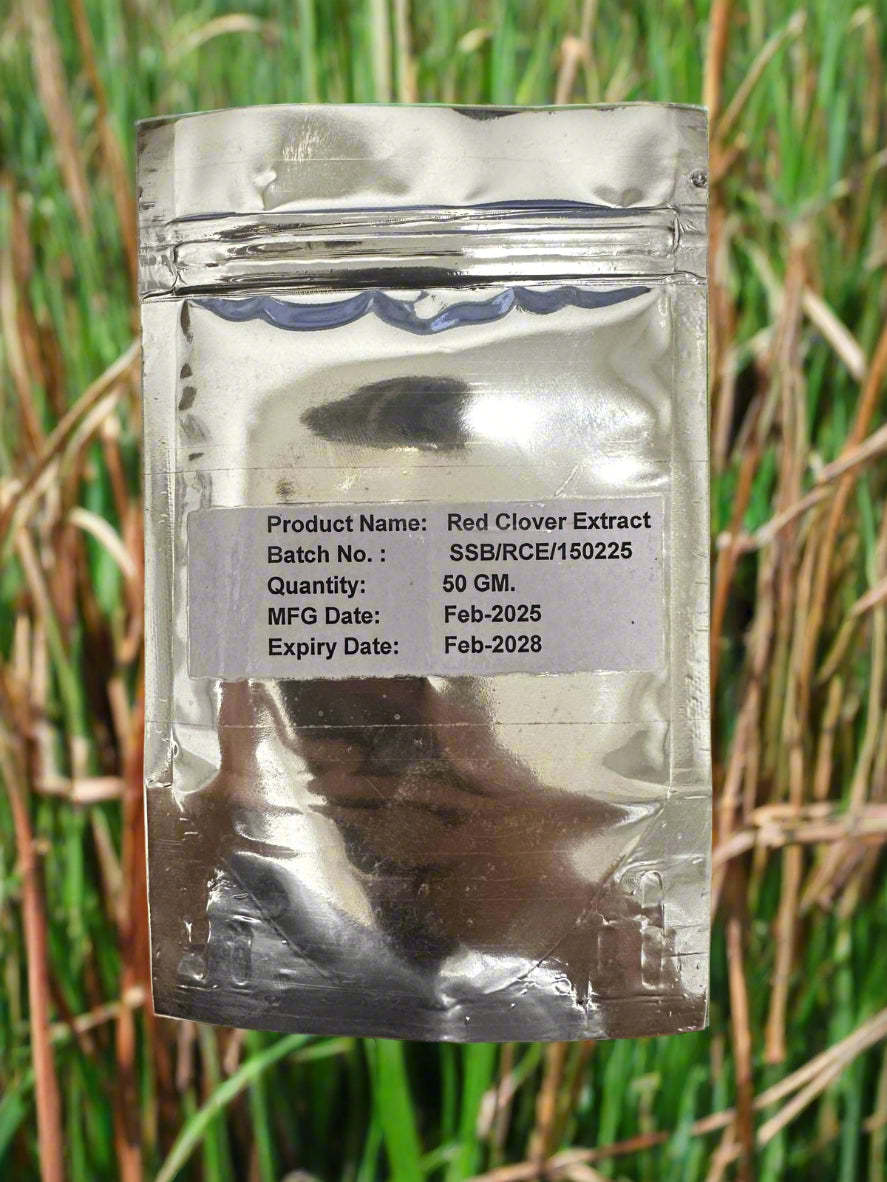 Product Name: Red Clover Extract
Batch No. : SSB/RCE/150225
Quantity: 50 GM.
MFG Date: Feb-2025
Expiry Date: Feb-2028